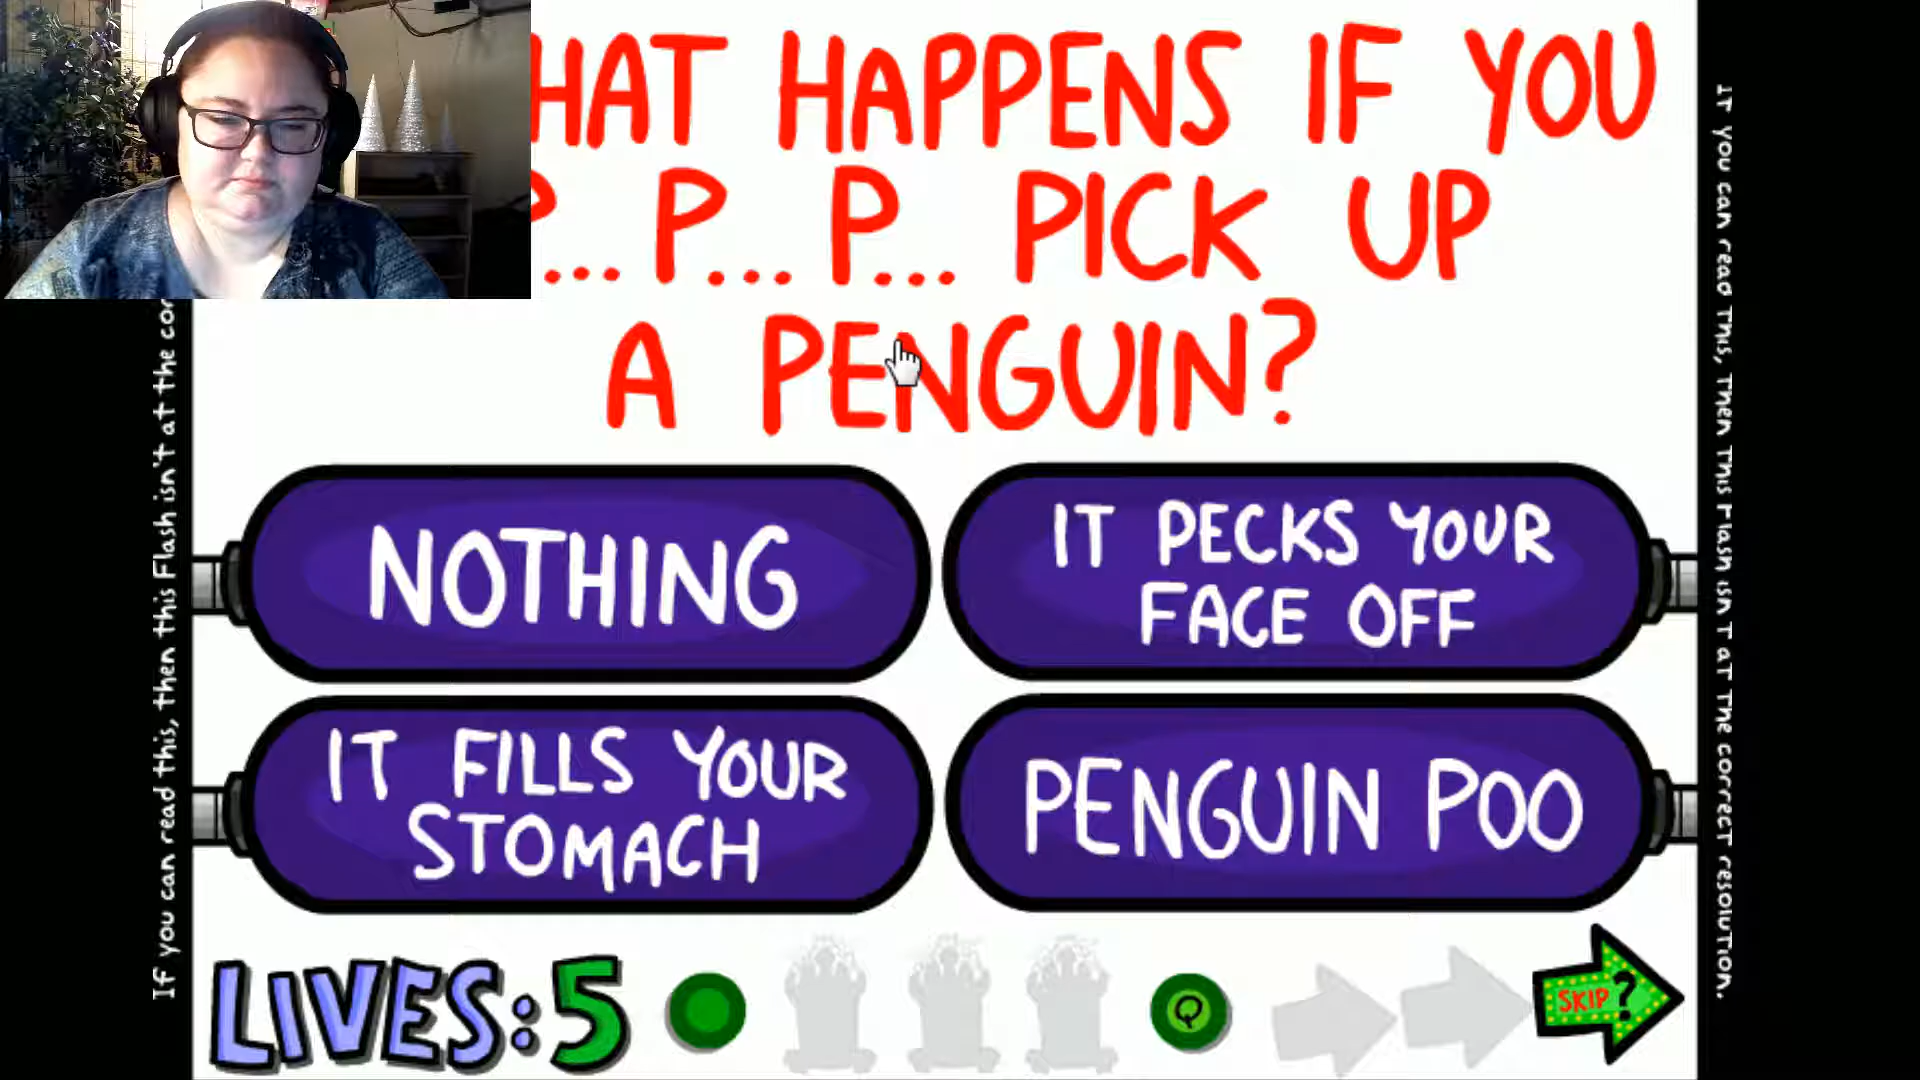 HAT HAPPENS IF YOU
P... P... P... PICK UP
A PENGUIN?
NOTHING
IT PECKS YOUR
FACE OFF
IT FILLS YOUR
STOMACH
PENGUIN POO
LIVES: 5
Q
SKIP?
If you can read this, then this Flash isn't at the cor
If you can read this, then this Flash isn't at the correct resolution.